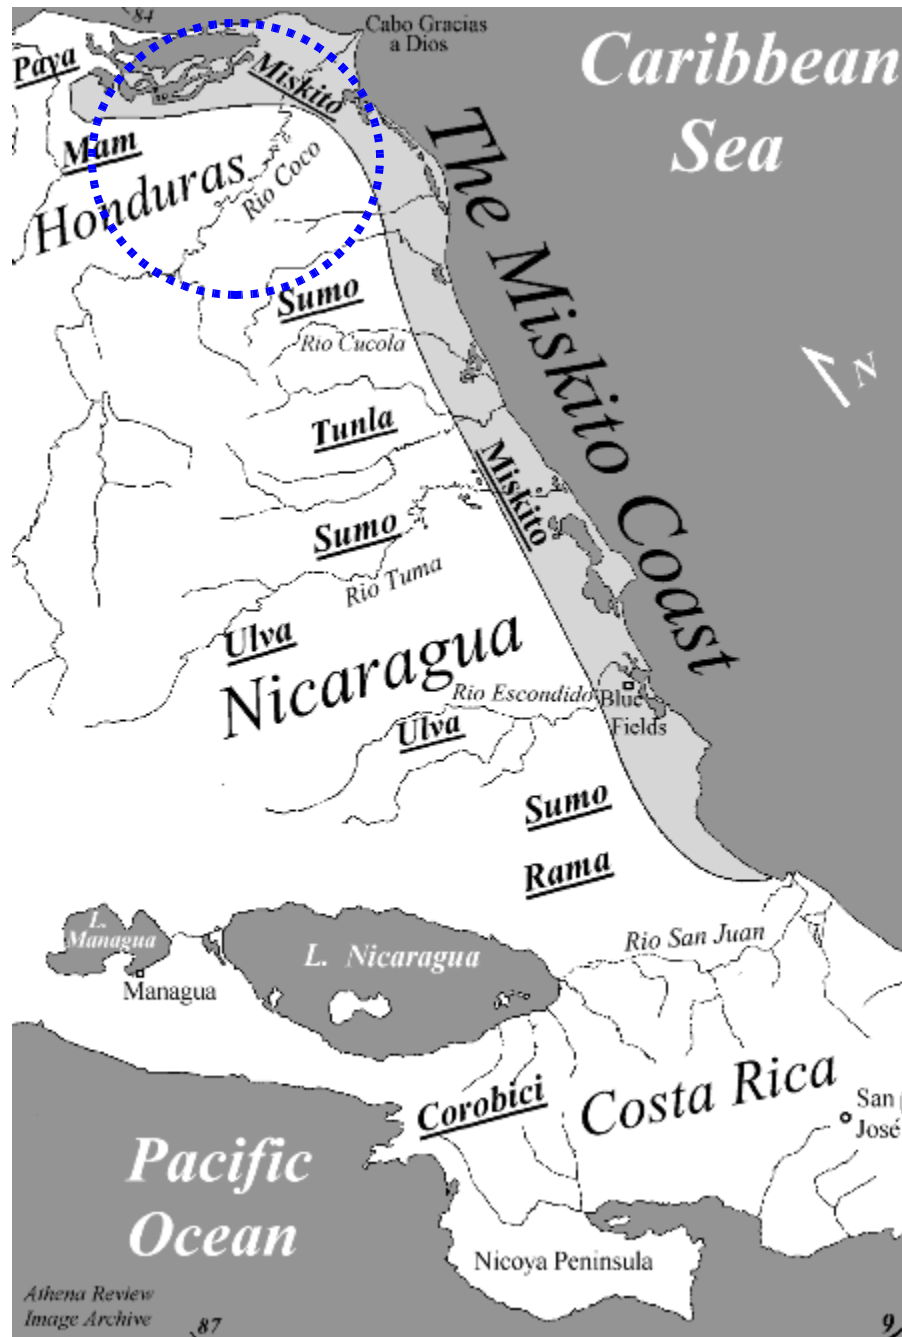 84
Cabo Gracias
a Dios
Caribbean
Sea
Paya
Miskito
Mam
Honduras
Rio Coco
The Miskito Coast
Sumo
Rio Cucola
N
Tunla
Miskito
Sumo
Rio Tuma
Ulva
Nicaragua
Rio Escondido
Blue
Fields
Ulva
Sumo
Rama
L.
Managua
L. Nicaragua
Rio San Juan
Managua
Costa Rica
Corobici
San
José
Pacific
Ocean
Nicoya Peninsula
Athena Review
Image Archive
87
9